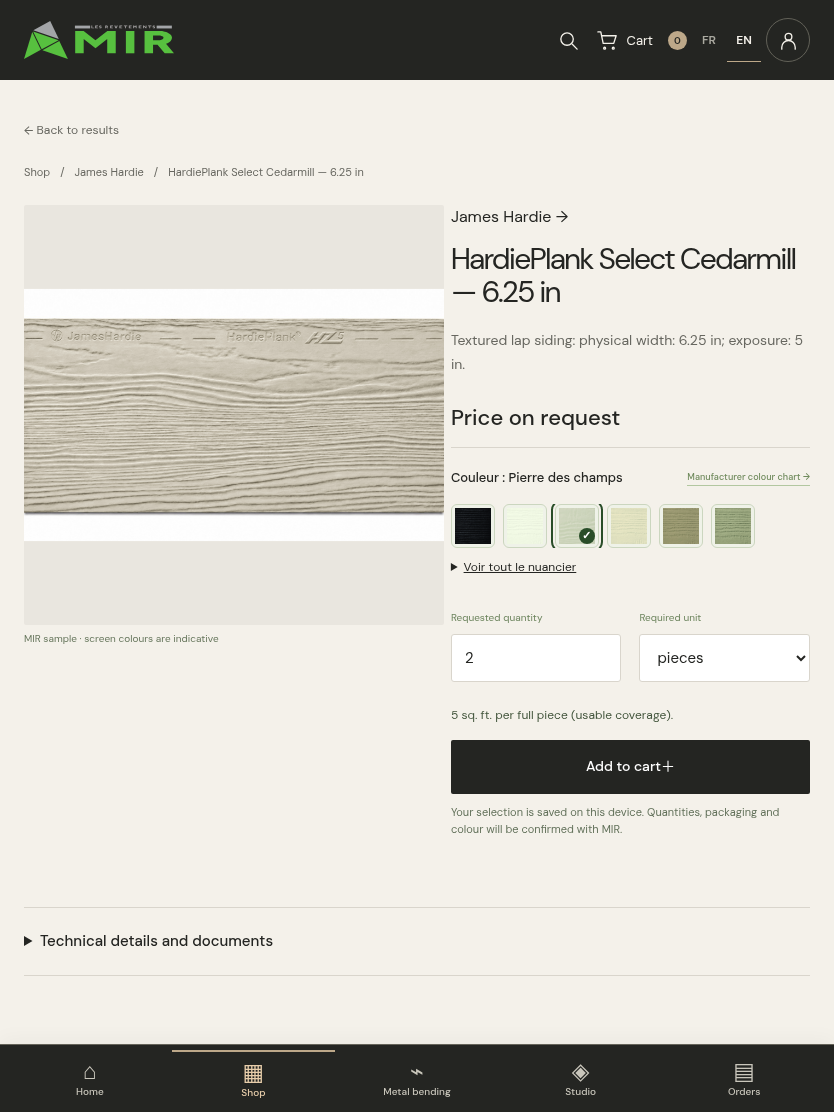 LES REVÊTEMENTS
MIR
Cart 0 FR EN
← Back to results
Shop / James Hardie / HardiePlank Select Cedarmill — 6.25 in
JamesHardie HardiePlank HZ5
MIR sample · screen colours are indicative
James Hardie →
HardiePlank Select Cedarmill
— 6.25 in
Textured lap siding: physical width: 6.25 in; exposure: 5
in.
Price on request
Couleur : Pierre des champs
Manufacturer colour chart →
Voir tout le nuancier
Requested quantity Required unit
2 pieces
5 sq. ft. per full piece (usable coverage).
Add to cart+
Your selection is saved on this device. Quantities, packaging and
colour will be confirmed with MIR.
Technical details and documents
Home Shop Metal bending Studio Orders